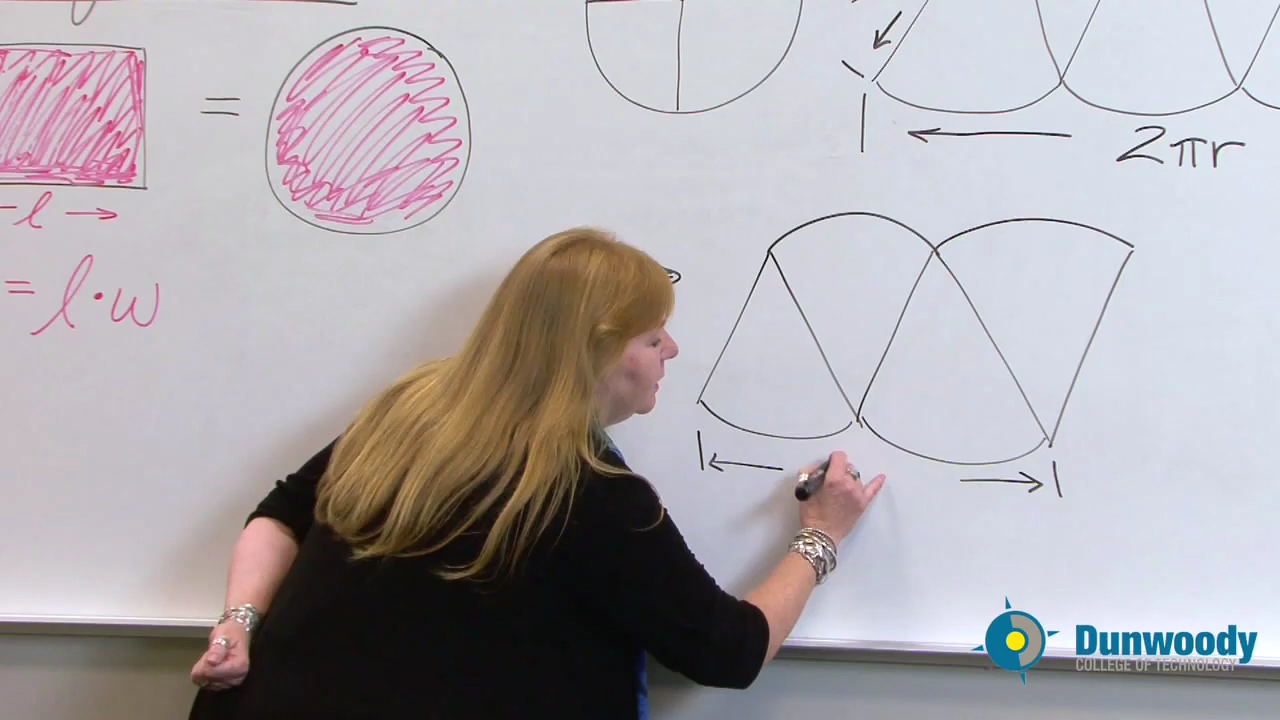 =
2πr
l
= l · w
Dunwoody
COLLEGE OF TECHNOLOGY